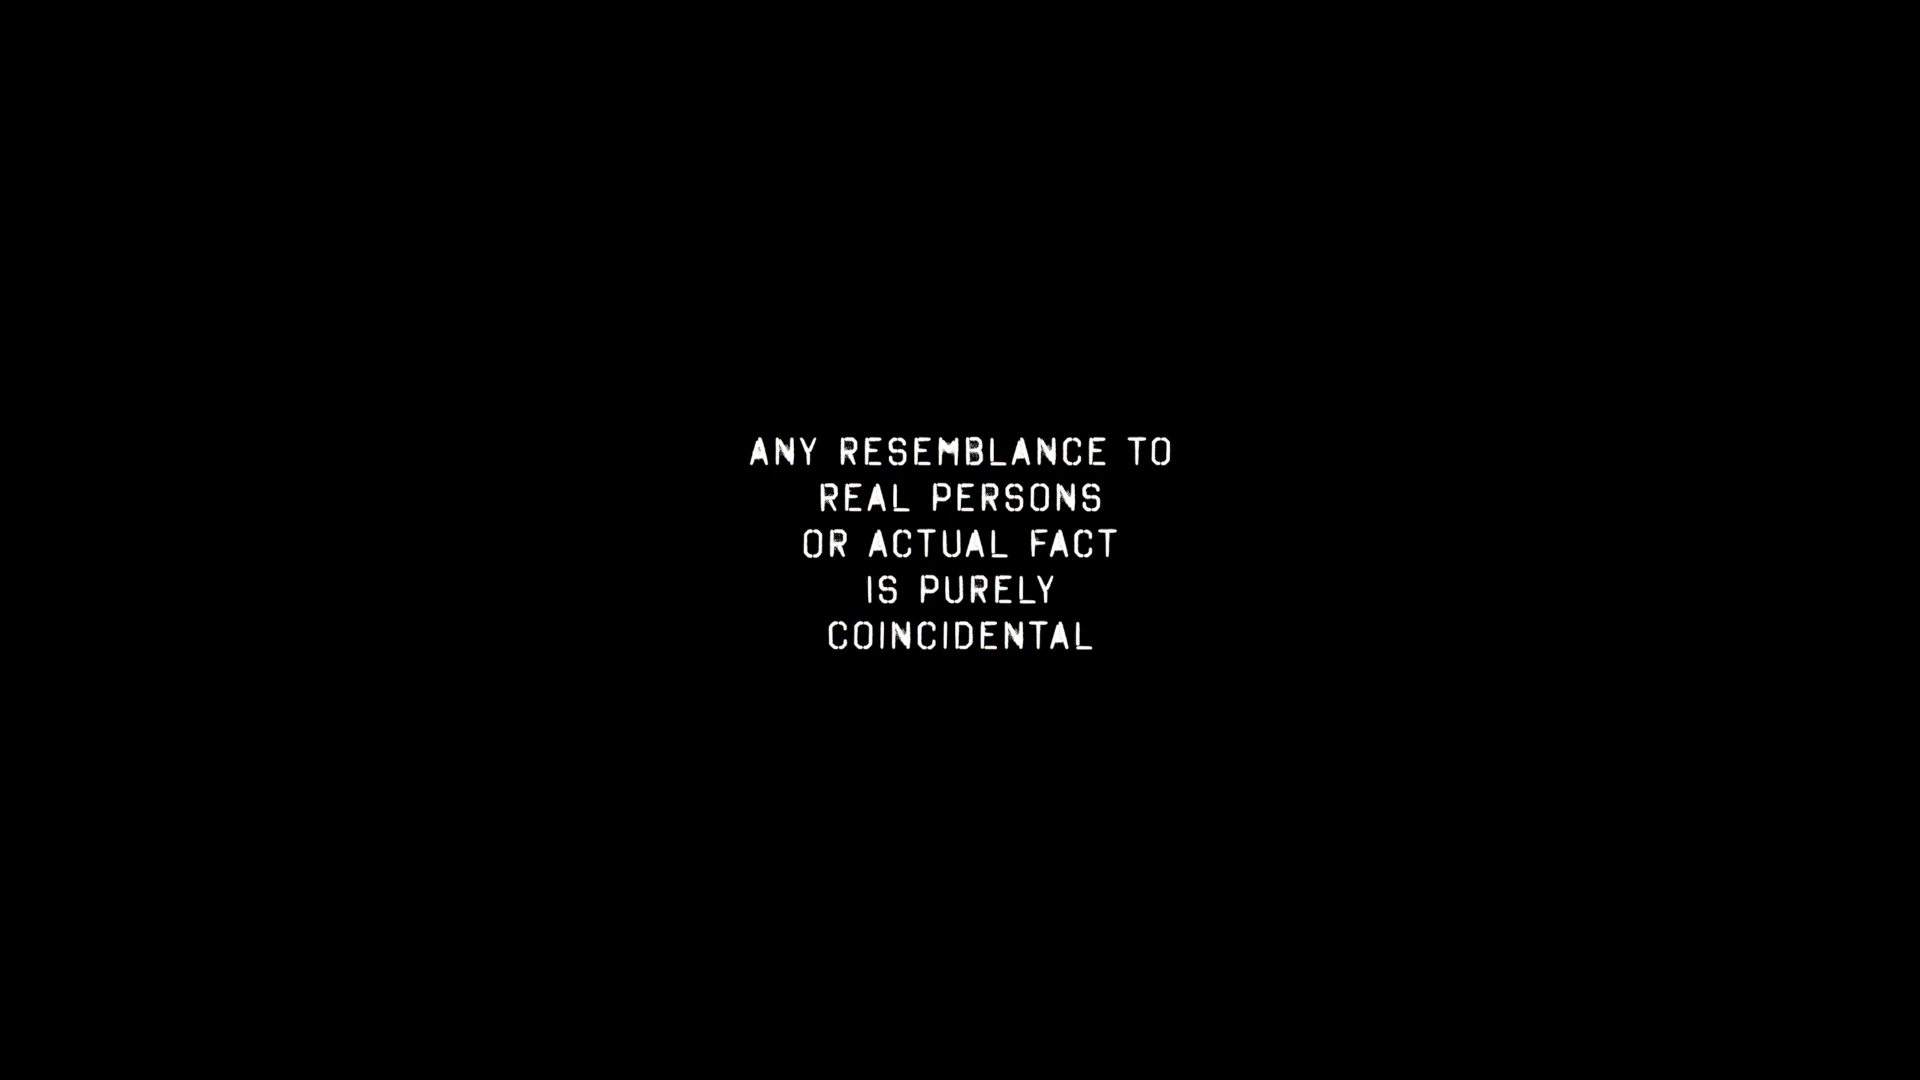 ANY RESEMBLANCE TO
REAL PERSONS
OR ACTUAL FACT
IS PURELY
COINCIDENTAL